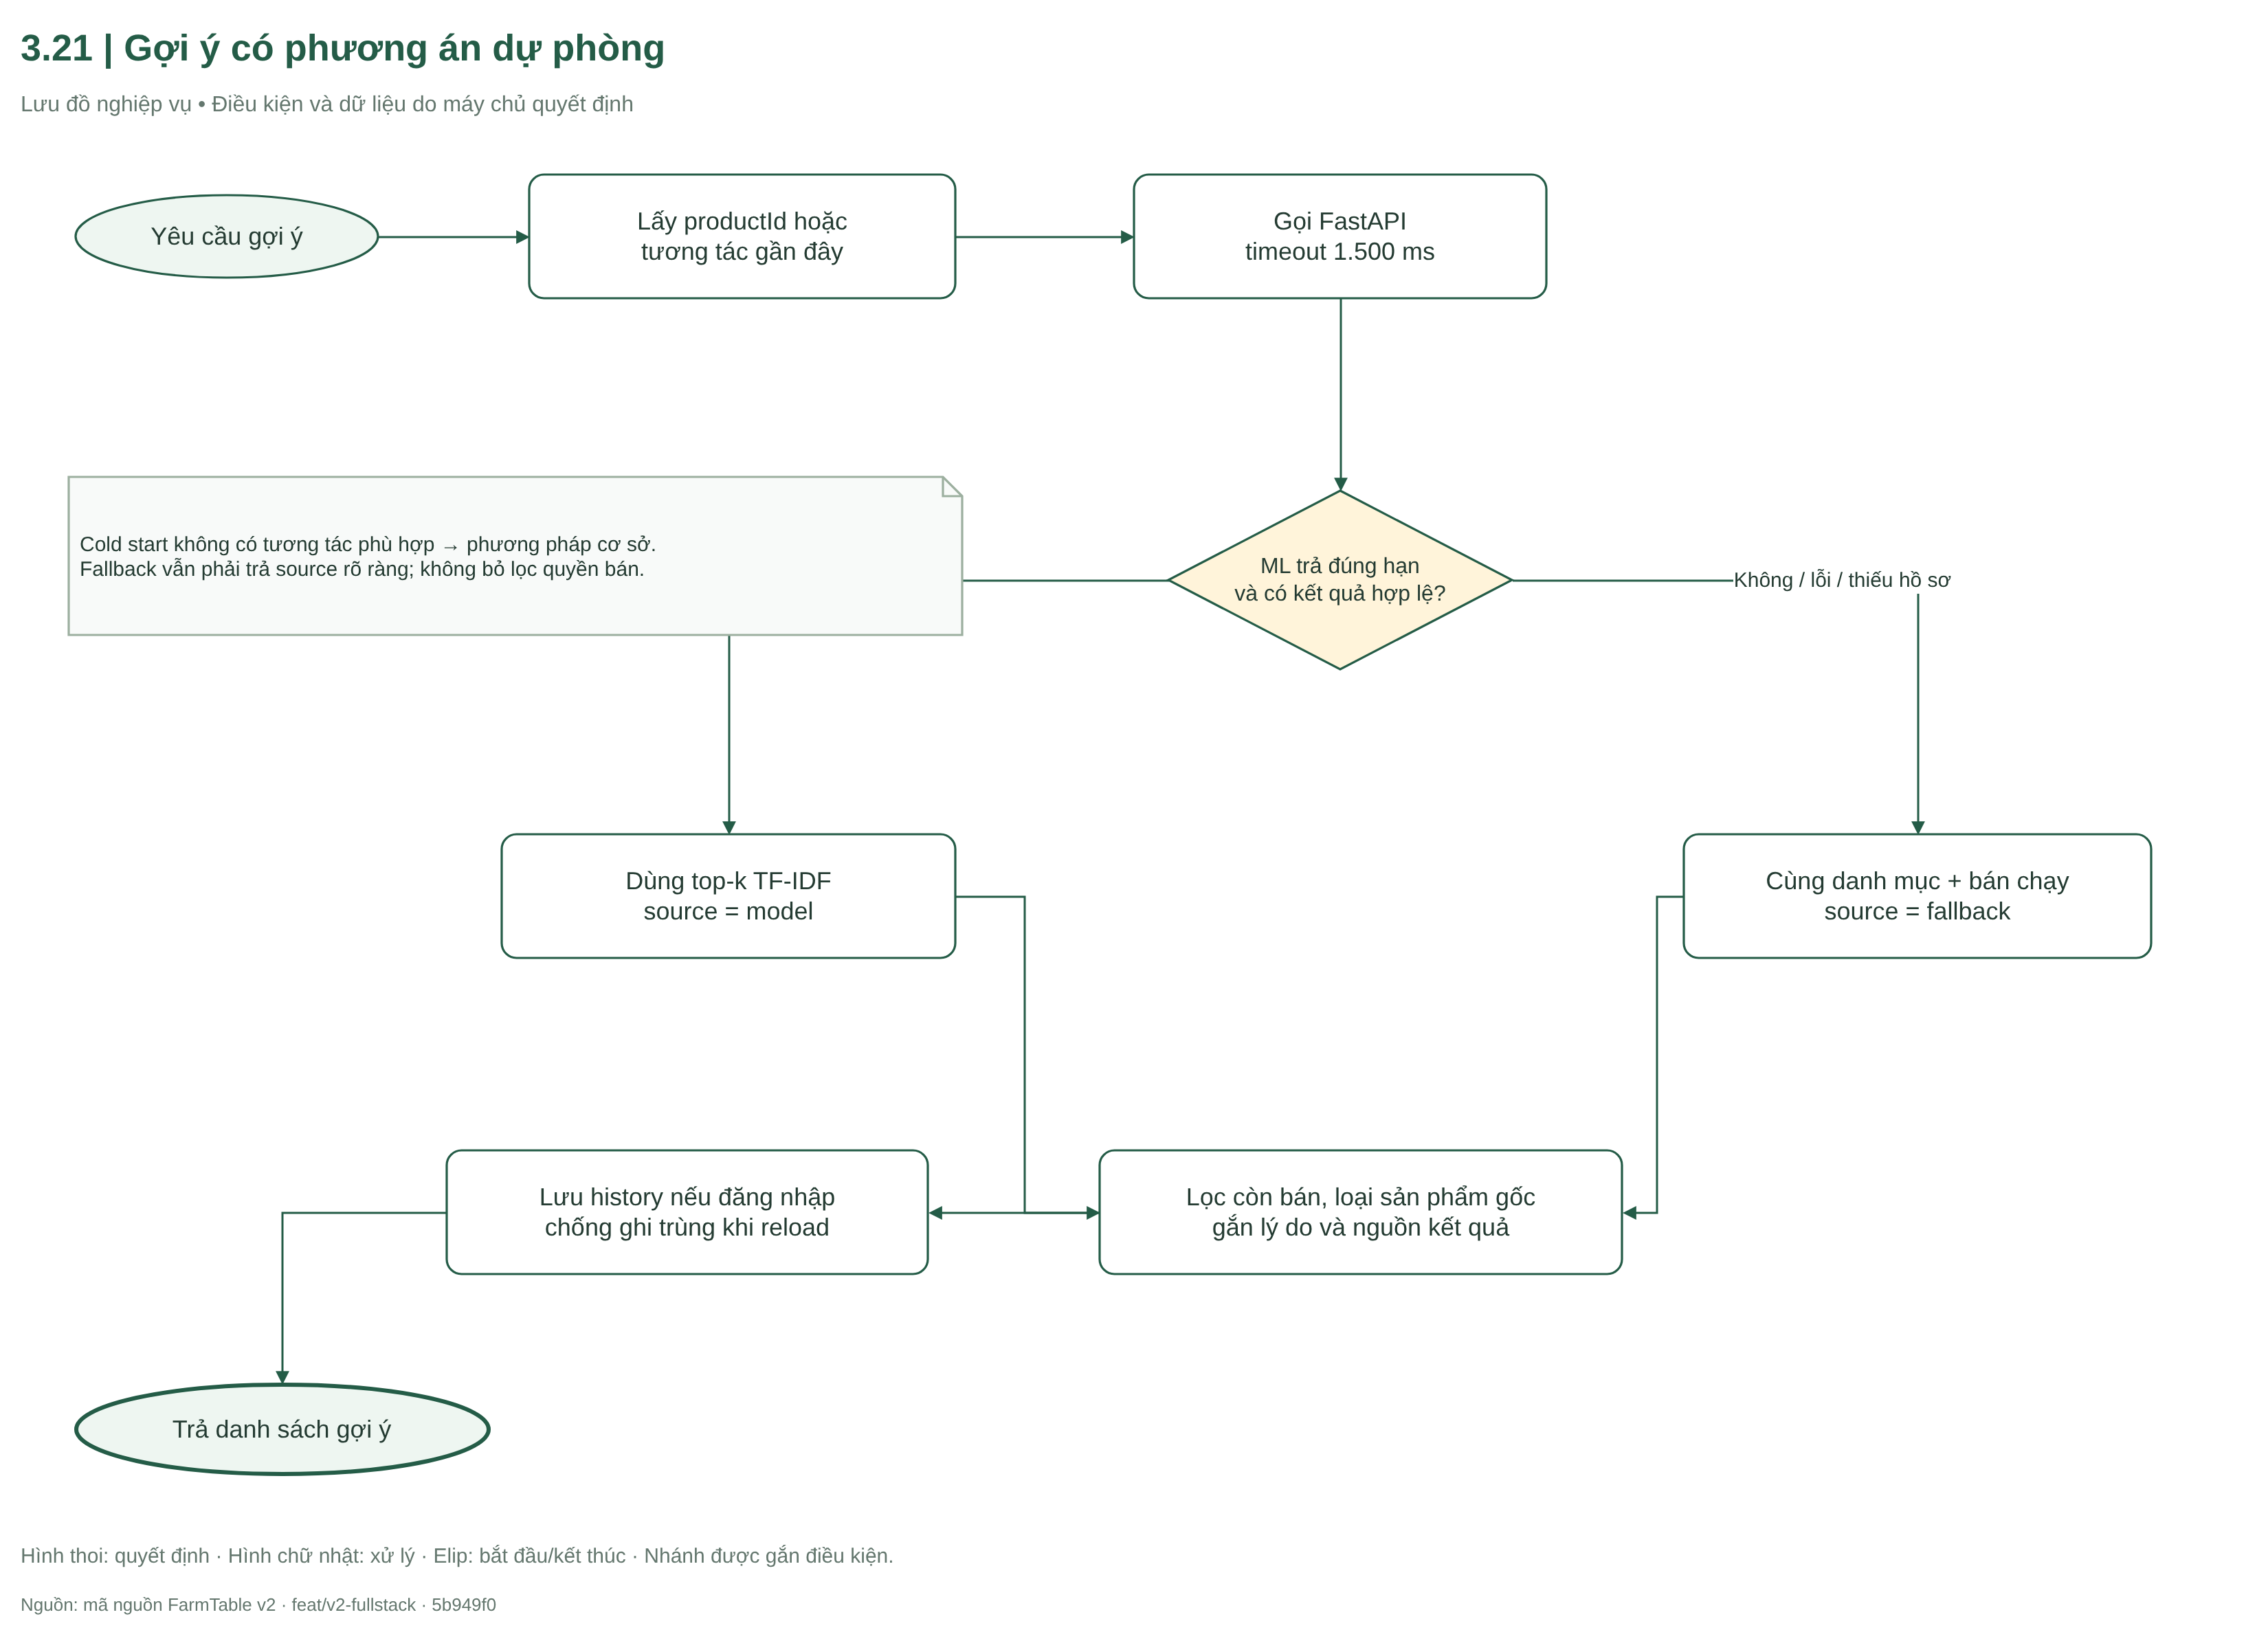 3.21 | Gợi ý có phương án dự phòng
Lưu đồ nghiệp vụ • Điều kiện và dữ liệu do máy chủ quyết định
Yêu cầu gợi ý
Lấy productId hoặc
tương tác gần đây
Gọi FastAPI
timeout 1.500 ms
Cold start không có tương tác phù hợp → phương pháp cơ sở.
Fallback vẫn phải trả source rõ ràng; không bỏ lọc quyền bán.
ML trả đúng hạn
và có kết quả hợp lệ?
Không / lỗi / thiếu hồ sơ
Dùng top-k TF-IDF
source = model
Cùng danh mục + bán chạy
source = fallback
Lưu history nếu đăng nhập
chống ghi trùng khi reload
Lọc còn bán, loại sản phẩm gốc
gắn lý do và nguồn kết quả
Trả danh sách gợi ý
Hình thoi: quyết định · Hình chữ nhật: xử lý · Elip: bắt đầu/kết thúc · Nhánh được gắn điều kiện.
Nguồn: mã nguồn FarmTable v2 · feat/v2-fullstack · 5b949f0